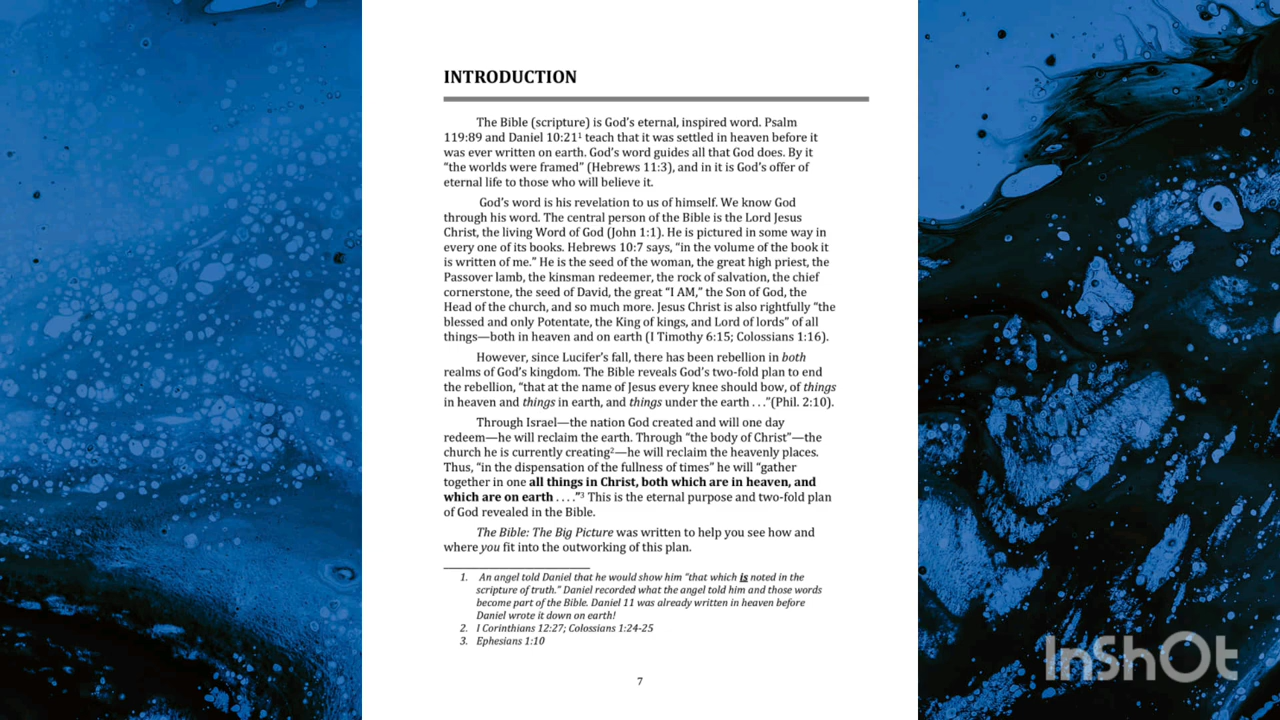 INTRODUCTION
The Bible (scripture) is God’s eternal, inspired word. Psalm
119:89 and Daniel 10:21¹ teach that it was settled in heaven before it
was ever written on earth. God’s word guides all that God does. By it
“the worlds were framed” (Hebrews 11:3), and in it is God’s offer of
eternal life to those who will believe it.
God’s word is his revelation to us of himself. We know God
through his word. The central person of the Bible is the Lord Jesus
Christ, the living Word of God (John 1:1). He is pictured in some way in
every one of its books. Hebrews 10:7 says, “in the volume of the book it
is written of me.” He is the seed of the woman, the great high priest, the
Passover lamb, the kinsman redeemer, the rock of salvation, the chief
cornerstone, the seed of David, the great “I AM,” the Son of God, the
Head of the church, and so much more. Jesus Christ is also rightfully “the
blessed and only Potentate, the King of kings, and Lord of lords” of all
things—both in heaven and on earth (I Timothy 6:15; Colossians 1:16).
However, since Lucifer’s fall, there has been rebellion in both
realms of God’s kingdom. The Bible reveals God’s two-fold plan to end
the rebellion, “that at the name of Jesus every knee should bow, of things
in heaven and things in earth, and things under the earth . . .”(Phil. 2:10).
Through Israel—the nation God created and will one day
redeem—he will reclaim the earth. Through “the body of Christ”—the
church he is currently creating²—he will reclaim the heavenly places.
Thus, “in the dispensation of the fullness of times” he will “gather
together in one all things in Christ, both which are in heaven, and
which are on earth . . . .”³ This is the eternal purpose and two-fold plan
of God revealed in the Bible.
The Bible: The Big Picture was written to help you see how and
where you fit into the outworking of this plan.
1. An angel told Daniel that he would show him “that which is noted in the
scripture of truth.” Daniel recorded what the angel told him and those words
become part of the Bible. Daniel 11 was already written in heaven before
Daniel wrote it down on earth!
2. I Corinthians 12:27; Colossians 1:24-25
3. Ephesians 1:10
7
InShOt